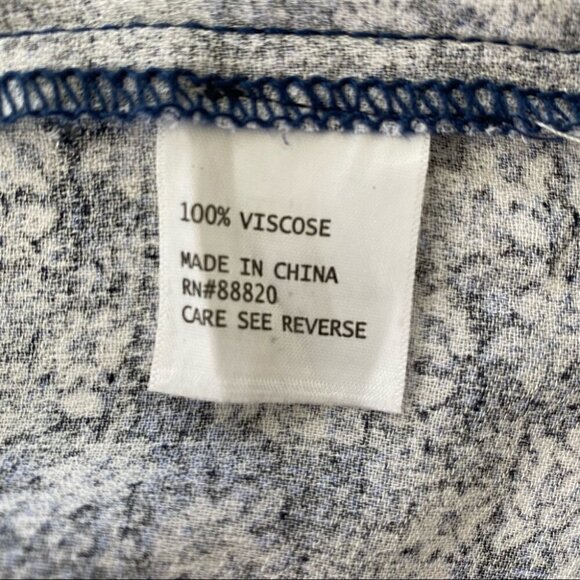 100% VISCOSE
MADE IN CHINA
RN#88820
CARE SEE REVERSE